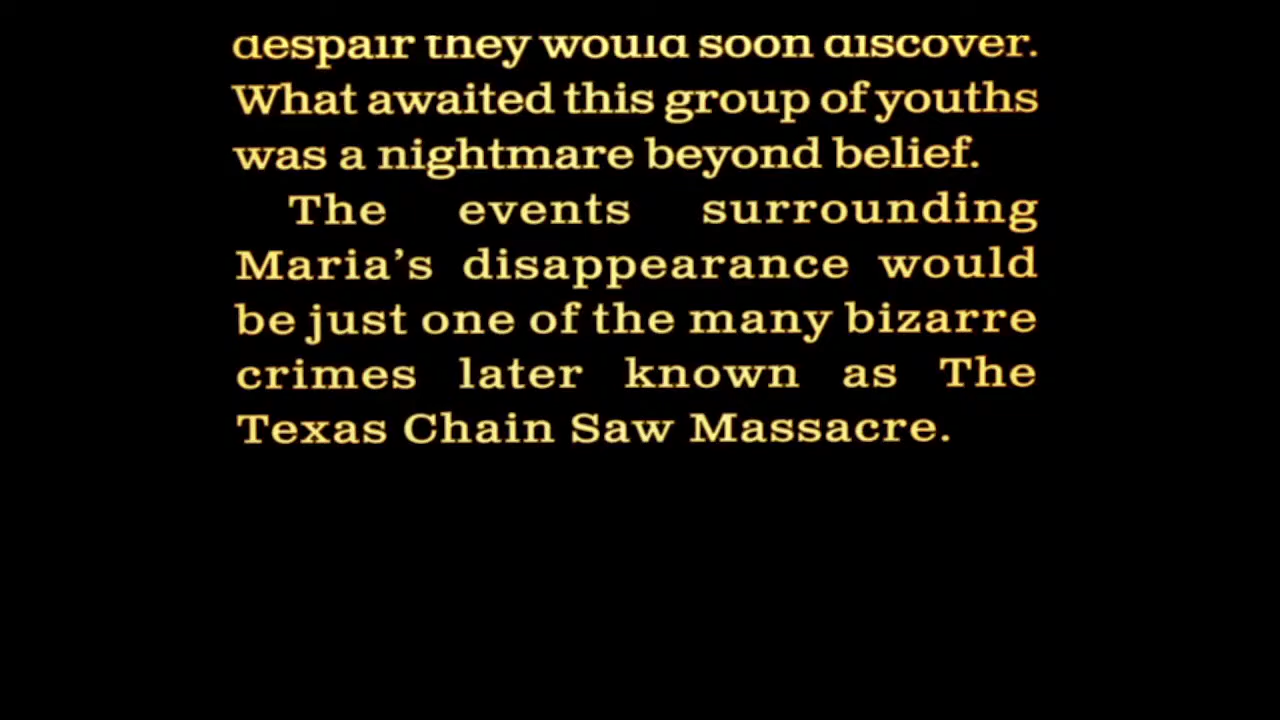 despair they would soon discover.
What awaited this group of youths
was a nightmare beyond belief.
The events surrounding
Maria's disappearance would
be just one of the many bizarre
crimes later known as The
Texas Chain Saw Massacre.